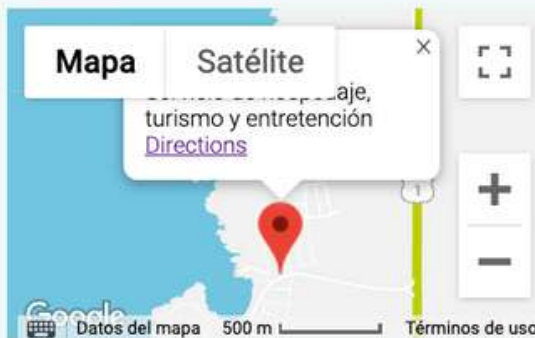 Mapa
Satélite
turismo y entretención
Directions
1
Google
Datos del mapa
500 m
Términos de uso